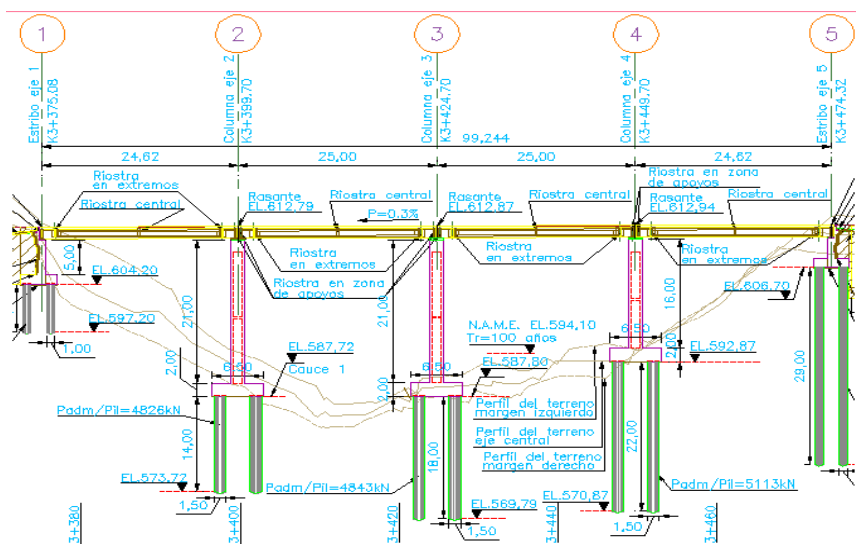 1
2
3
4
5
Estribo eje 1
K3+375.08
Columna eje 2
K3+399.70
Columna eje 3
K3+424.70
Columna eje 4
K3+449.70
Estribo eje 5
K3+474.32
99,244
24,62
25,00
25,00
24,62
Riostra en zona
de apoyos
Riostra
en extremos
Riostra central
Rasante
EL.612,79
Riostra central
P=0.3%
Rasante
EL.612,87
Riostra central
Rasante
EL.612,94
Riostra central
Riostra
en extremos
Riostra
en extremos
Riostra
en extremos
Riostra en zona
de apoyos
5,00
EL.604,20
EL.597,20
1,00
21,00
21,00
16,00
EL.606,70
N.A.M.E. EL.594,10
Tr=100 años
6,50
6,50
6,50
2,00
2,00
2,00
EL.587,72
Cauce 1
EL.587,80
EL.592,87
29,00
Perfil del terreno
margen izquierdo
Perfil del terreno
eje central
Perfil del terreno
margen derecho
Padm/Pil=4826kN
14,00
18,00
22,00
EL.573,72
Padm/Pil=4843kN
Padm/Pil=5113kN
EL.569,79
EL.570,87
1,50
1,50
1,50
3+380
3+400
3+420
3+440
3+460